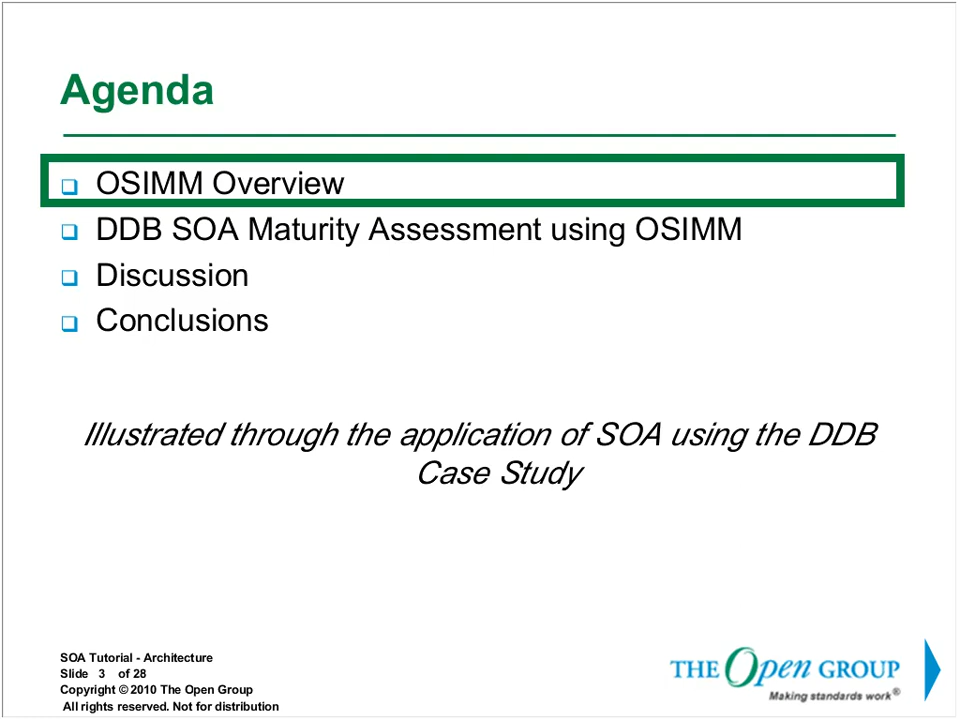 Agenda
OSIMM Overview
DDB SOA Maturity Assessment using OSIMM
Discussion
Conclusions
Illustrated through the application of SOA using the DDB
Case Study
SOA Tutorial - Architecture
Slide 3 of 28
Copyright © 2010 The Open Group
All rights reserved. Not for distribution
THE Open GROUP
Making standards work®